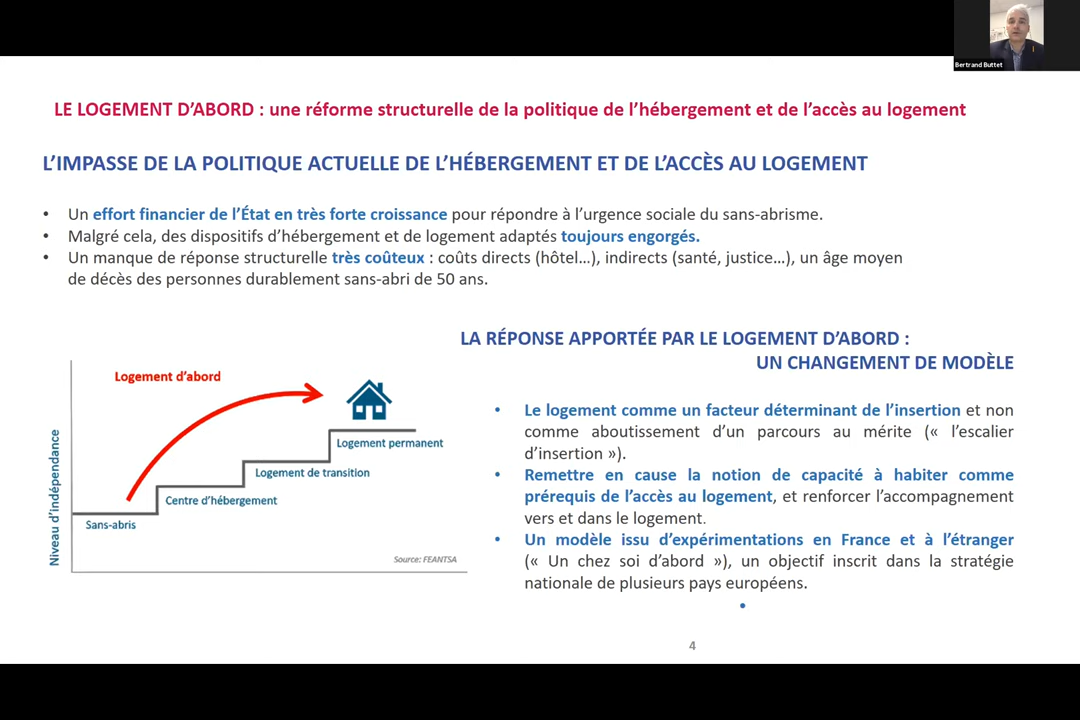 Bertrand Buttet
LE LOGEMENT D’ABORD : une réforme structurelle de la politique de l’hébergement et de l’accès au logement
L’IMPASSE DE LA POLITIQUE ACTUELLE DE L’HÉBERGEMENT ET DE L’ACCÈS AU LOGEMENT
• Un effort financier de l’État en très forte croissance pour répondre à l’urgence sociale du sans-abrisme.
• Malgré cela, des dispositifs d’hébergement et de logement adaptés toujours engorgés.
• Un manque de réponse structurelle très coûteux : coûts directs (hôtel…), indirects (santé, justice…), un âge moyen
de décès des personnes durablement sans-abri de 50 ans.
LA RÉPONSE APPORTÉE PAR LE LOGEMENT D’ABORD :
UN CHANGEMENT DE MODÈLE
Logement d’abord
Logement permanent
Logement de transition
Centre d’hébergement
Sans-abris
Niveau d’indépendance
Source: FEANTSA
• Le logement comme un facteur déterminant de l’insertion et non
comme aboutissement d’un parcours au mérite (« l’escalier
d’insertion »).
• Remettre en cause la notion de capacité à habiter comme
prérequis de l’accès au logement, et renforcer l’accompagnement
vers et dans le logement.
• Un modèle issu d’expérimentations en France et à l’étranger
(« Un chez soi d’abord »), un objectif inscrit dans la stratégie
nationale de plusieurs pays européens.
•
4